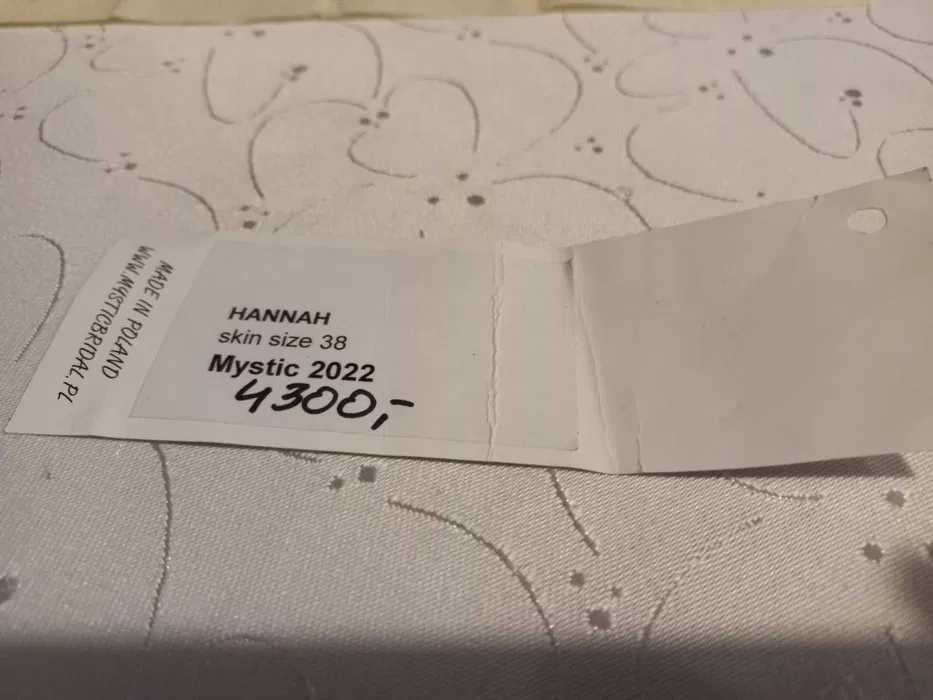 MADE IN POLAND
WWW.MYSTICBRIDAL.PL
HANNAH
skin size 38
Mystic 2022
4300,-